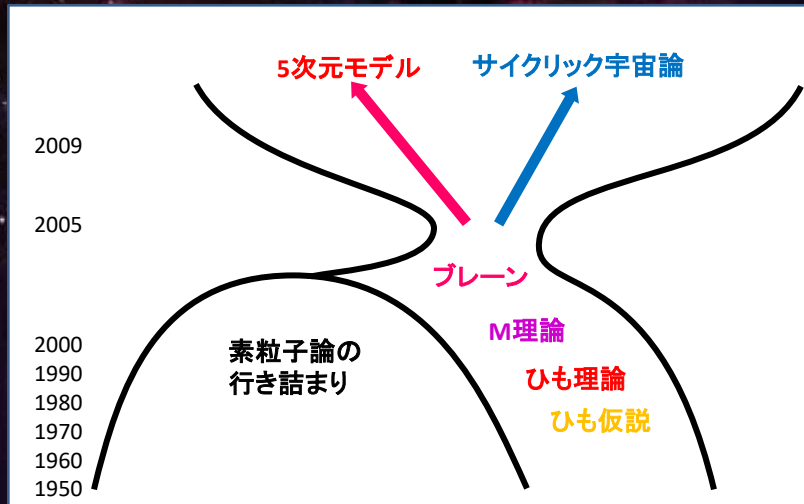 5次元モデル
サイクリック宇宙論
2009
2005
ブレーン
M理論
2000
素粒子論の
行き詰まり
1990
ひも理論
1980
ひも仮説
1970
1960
1950